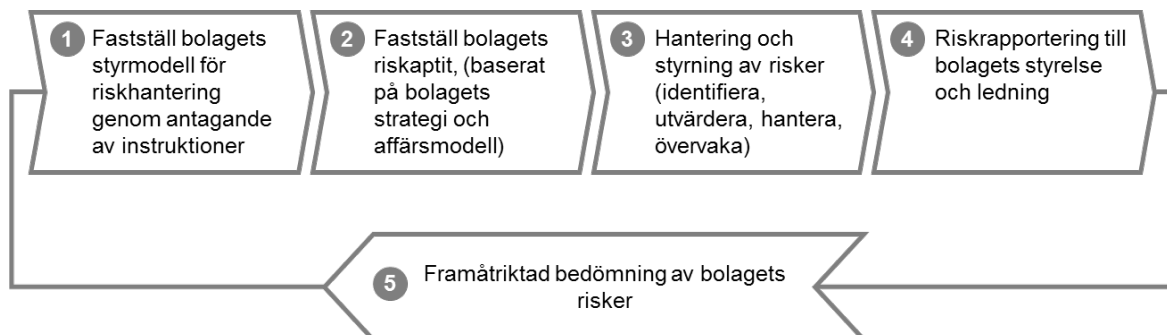 1
Fastställ bolagets
styrmodell för
riskhantering
genom antagande
av instruktioner
2
Fastställ bolagets
riskaptit, (baserat
på bolagets
strategi och
affärsmodell)
3
Hantering och
styrning av risker
(identifiera,
utvärdera, hantera,
övervaka)
4
Riskrapportering till
bolagets styrelse
och ledning
5
Framåtriktad bedömning av bolagets
risker